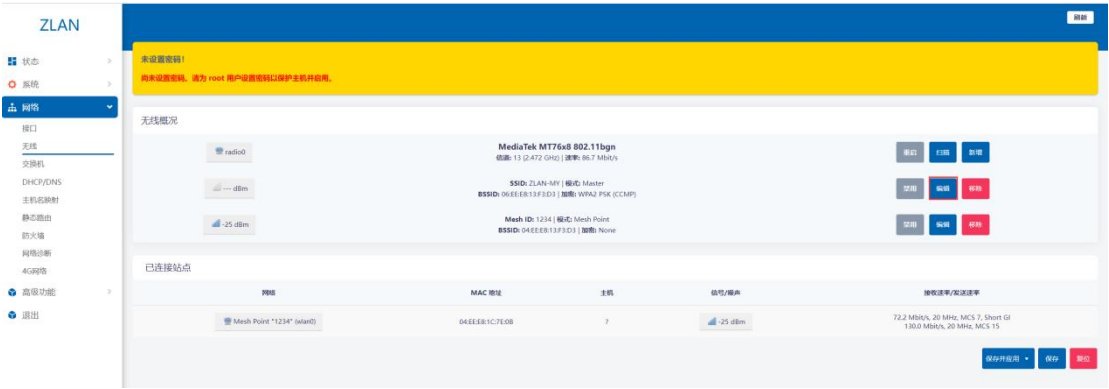 ZLAN
刷新
状态
系统
网络
接口
无线
交换机
DHCP/DNS
主机名映射
静态路由
防火墙
网络诊断
4G网络
高级功能
退出
未设置密码!
尚未设置密码。请为 root 用户设置密码以保护主机并启用。
无线概况
radio0
MediaTek MT76x8 802.11bgn
信道: 13 (2.472 GHz) | 速率: 86.7 Mbit/s
重启 扫描 新增
--- dBm
SSID: ZLAN-MY | 模式: Master
BSSID: 06:EE:E8:13:F3:D3 | 加密: WPA2 PSK (CCMP)
禁用 编辑 移除
-25 dBm
Mesh ID: 1234 | 模式: Mesh Point
BSSID: 04:EE:E8:13:F3:D3 | 加密: None
禁用 编辑 移除
已连接站点
网络 MAC 地址 主机 信号/噪声 接收速率/发送速率
Mesh Point "1234" (wlan0) 04:EE:E8:1C:7E:0B ? -25 dBm 72.2 Mbit/s, 20 MHz, MCS 7, Short GI
130.0 Mbit/s, 20 MHz, MCS 15
保存并应用 保存 复位